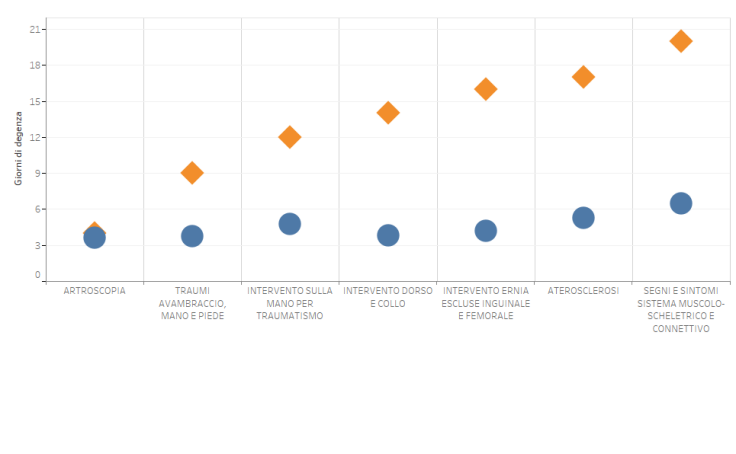 21
18
15
12
9
6
3
0
Giorni di degenza
ARTROSCOPIA
TRAUMI
AVAMBRACCIO,
MANO E PIEDE
INTERVENTO SULLA
MANO PER
TRAUMATISMO
INTERVENTO DORSO
E COLLO
INTERVENTO ERNIA
ESCLUSE INGUINALE
E FEMORALE
ATEROSCLEROSI
SEGNI E SINTOMI
SISTEMA MUSCOLO-
SCHELETRICO E
CONNETTIVO